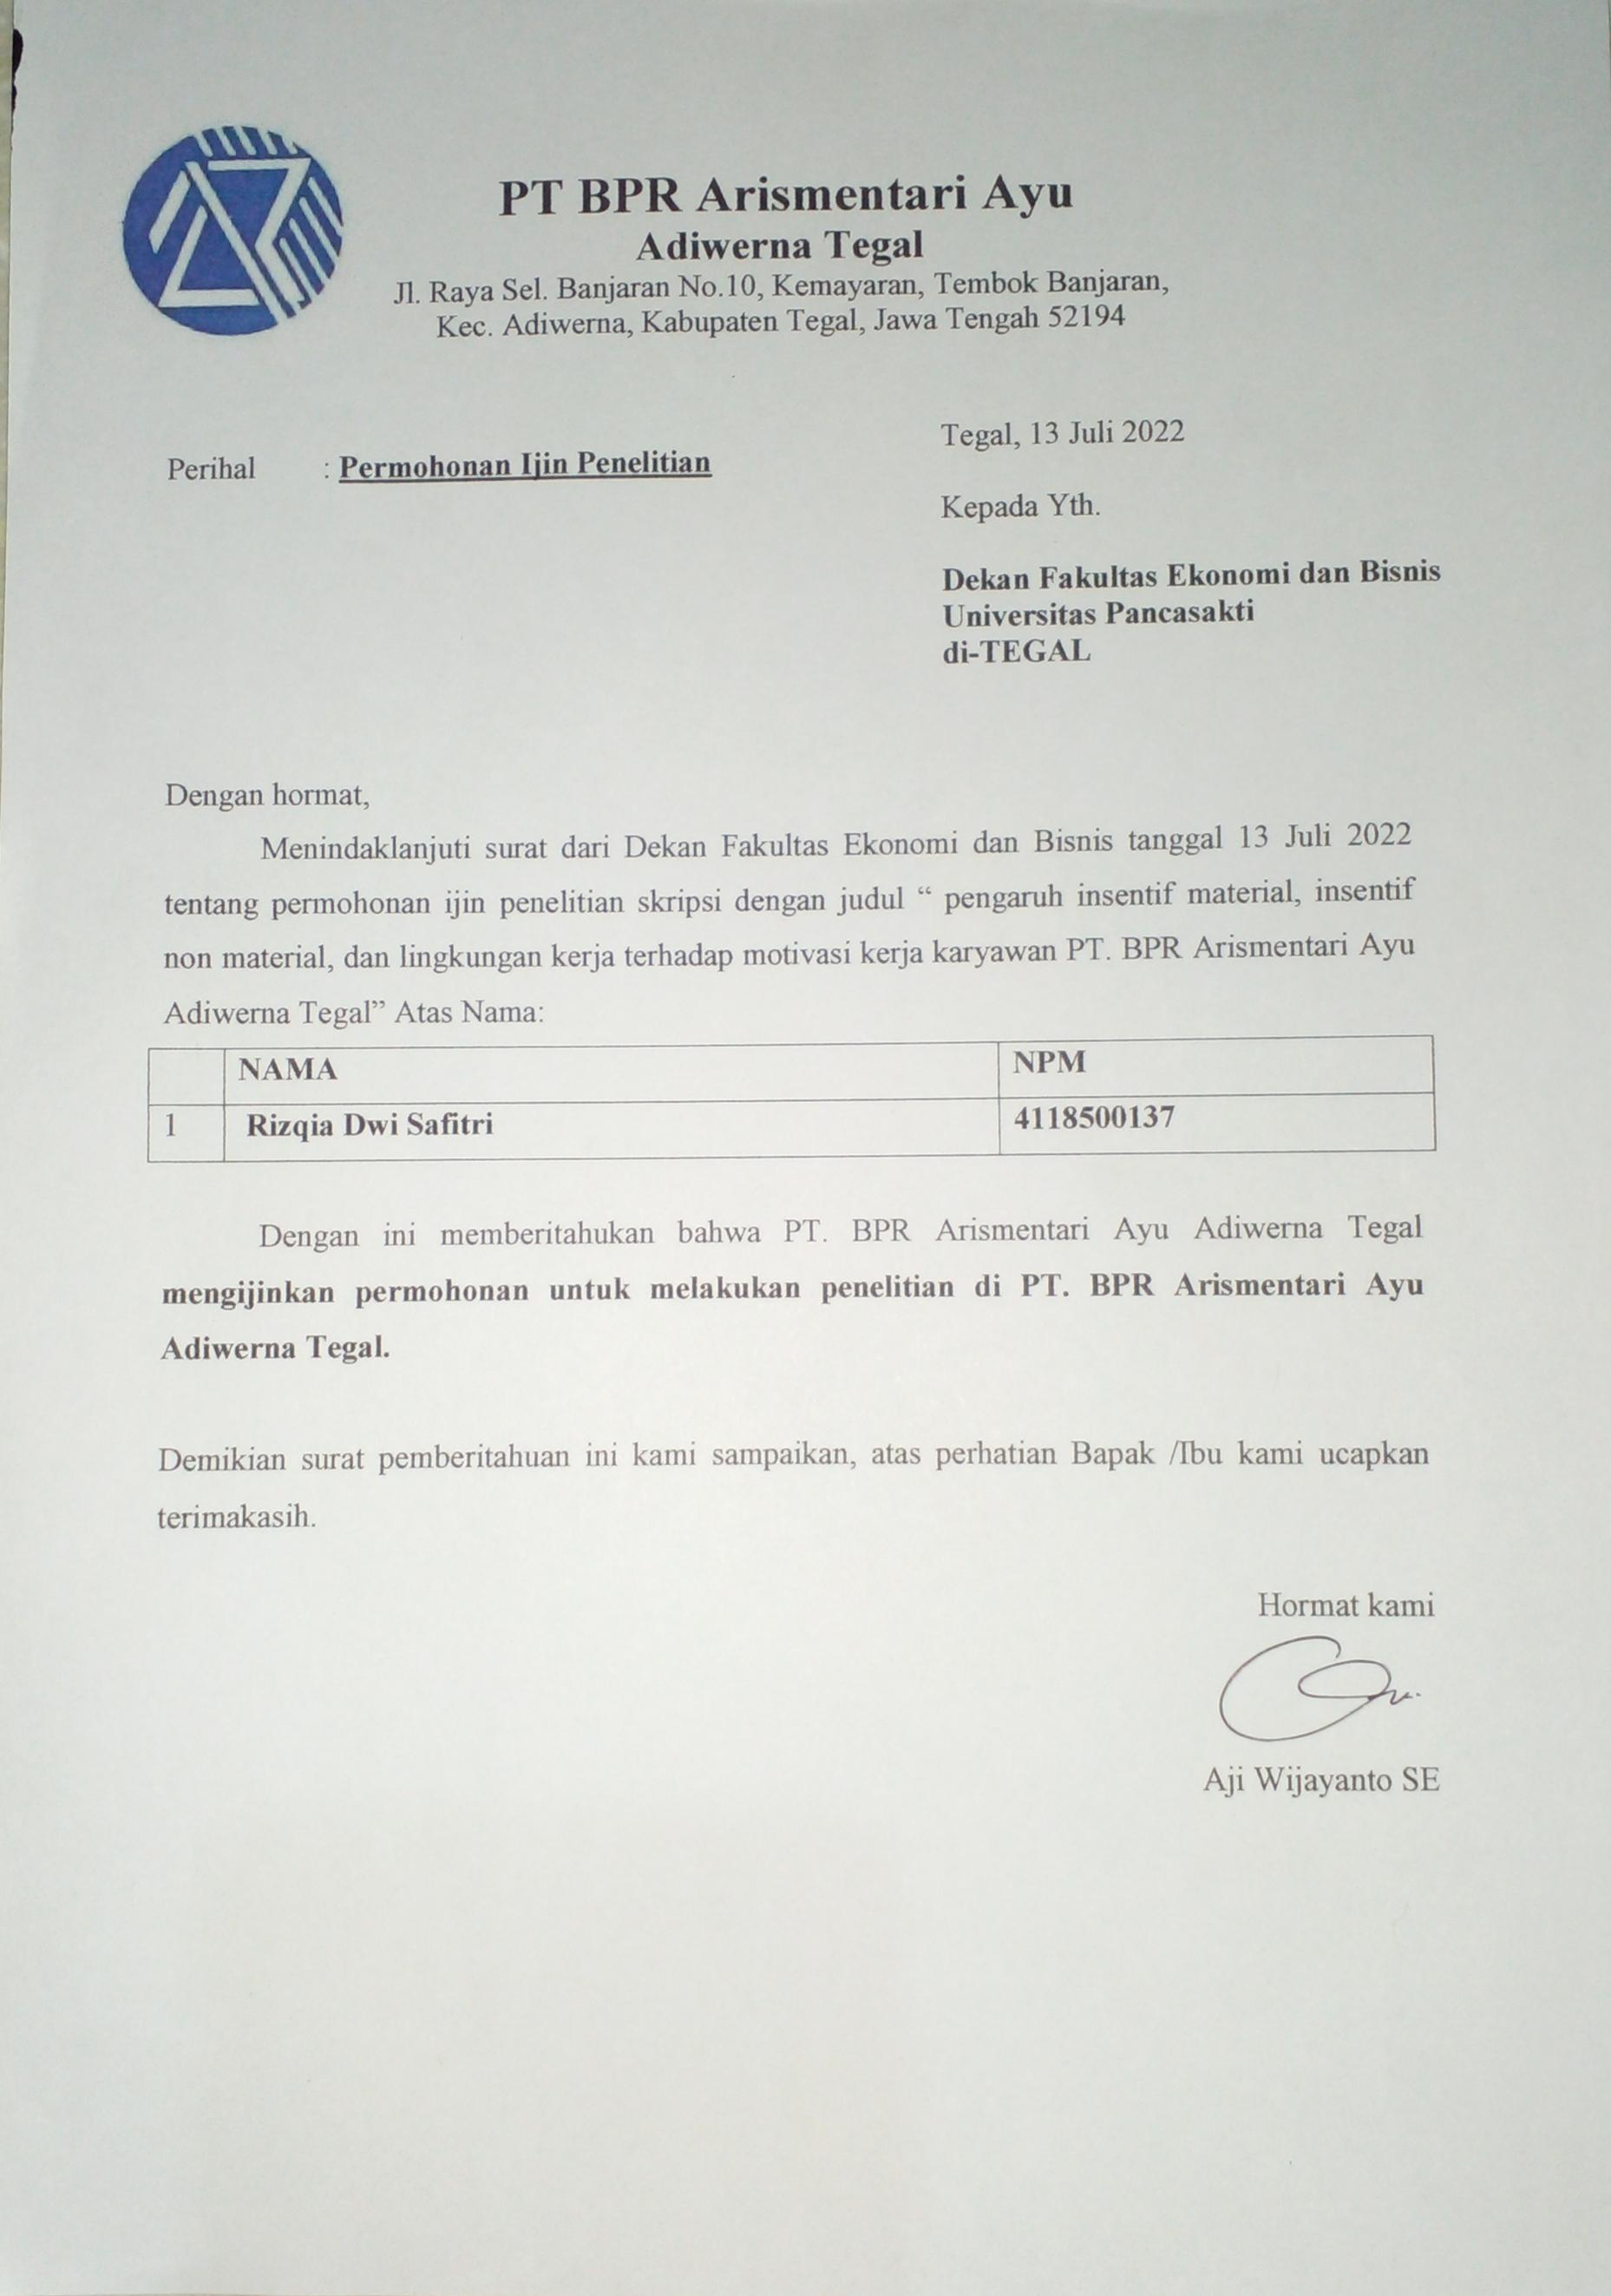 PT BPR Arismentari Ayu
Adiwerna Tegal
Jl. Raya Sel. Banjaran No.10, Kemayaran, Tembok Banjaran,
Kec. Adiwerna, Kabupaten Tegal, Jawa Tengah 52194
Tegal, 13 Juli 2022
Perihal : Permohonan Ijin Penelitian
Kepada Yth.
Dekan Fakultas Ekonomi dan Bisnis
Universitas Pancasakti
di-TEGAL
Dengan hormat,
Menindaklanjuti surat dari Dekan Fakultas Ekonomi dan Bisnis tanggal 13 Juli 2022
tentang permohonan ijin penelitian skripsi dengan judul “ pengaruh insentif material, insentif
non material, dan lingkungan kerja terhadap motivasi kerja karyawan PT. BPR Arismentari Ayu
Adiwerna Tegal” Atas Nama:
NAMA NPM
1 Rizqia Dwi Safitri 4118500137
Dengan ini memberitahukan bahwa PT. BPR Arismentari Ayu Adiwerna Tegal
mengijinkan permohonan untuk melakukan penelitian di PT. BPR Arismentari Ayu
Adiwerna Tegal.
Demikian surat pemberitahuan ini kami sampaikan, atas perhatian Bapak /Ibu kami ucapkan
terimakasih.
Hormat kami
Aji Wijayanto SE